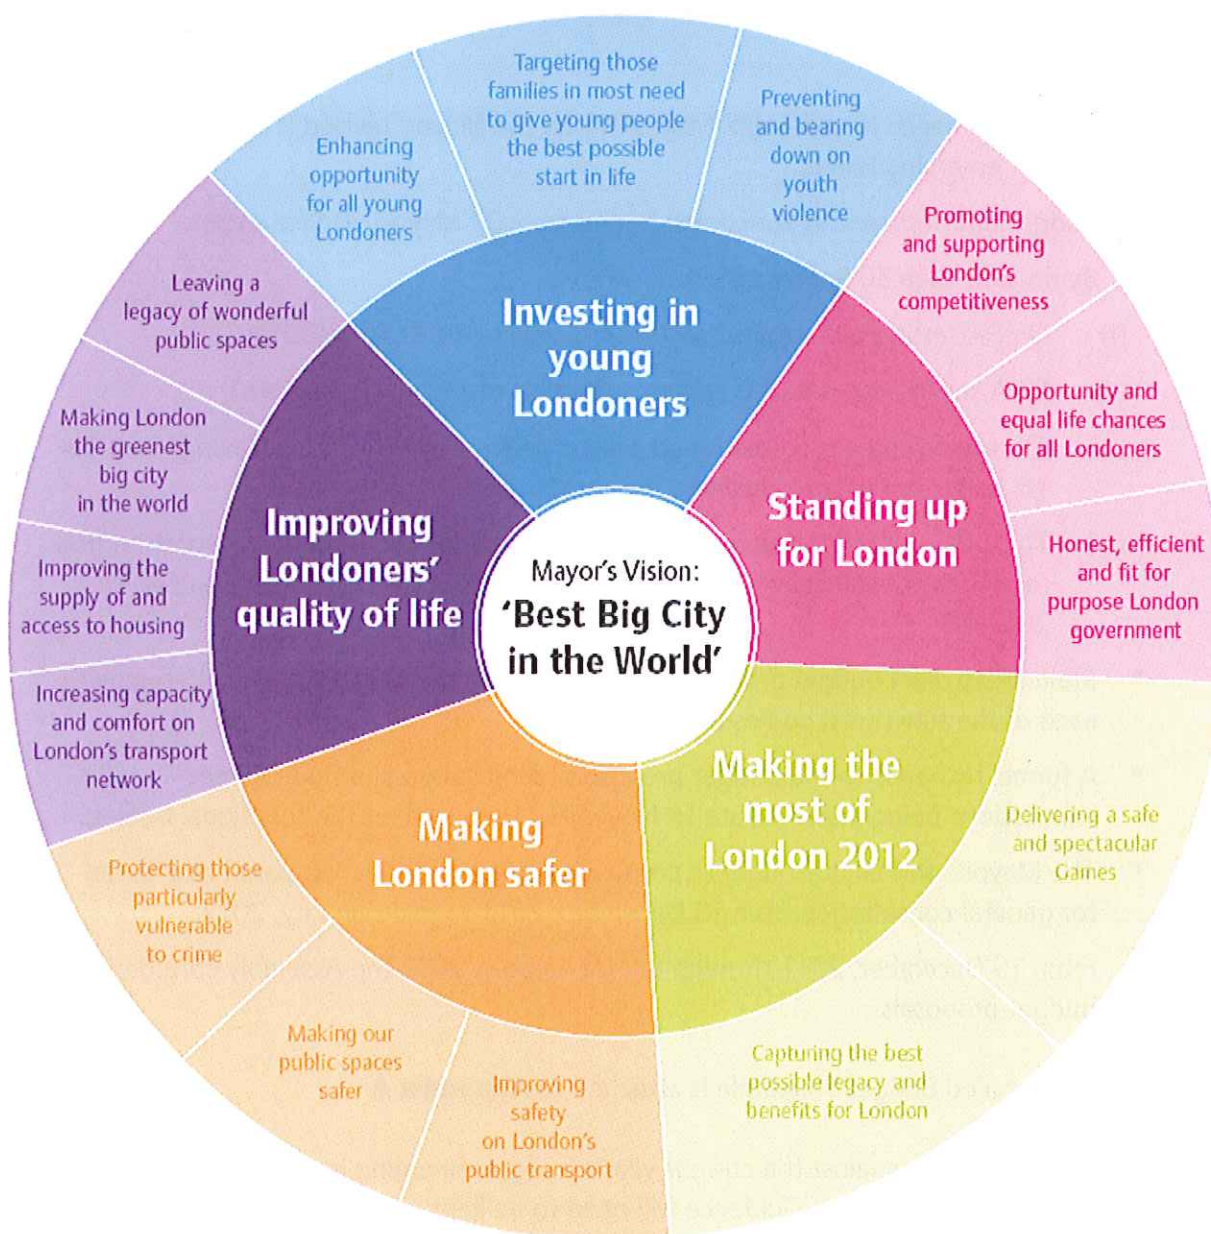 Mayor's Vision:
'Best Big City
in the World'
Investing in
young
Londoners
Enhancing
opportunity
for all young
Londoners
Targeting those
families in most need
to give young people
the best possible
start in life
Preventing
and bearing
down on
youth
violence
Standing up
for London
Promoting
and supporting
London's
competitiveness
Opportunity and
equal life chances
for all Londoners
Honest, efficient
and fit for
purpose London
government
Making the
most of
London 2012
Delivering a safe
and spectacular
Games
Capturing the best
possible legacy and
benefits for London
Making
London safer
Improving
safety
on London's
public transport
Making our
public spaces
safer
Protecting those
particularly
vulnerable
to crime
Improving
Londoners'
quality of life
Increasing capacity
and comfort on
London's transport
network
Improving the
supply of and
access to housing
Making London
the greenest
big city
in the world
Leaving a
legacy of wonderful
public spaces